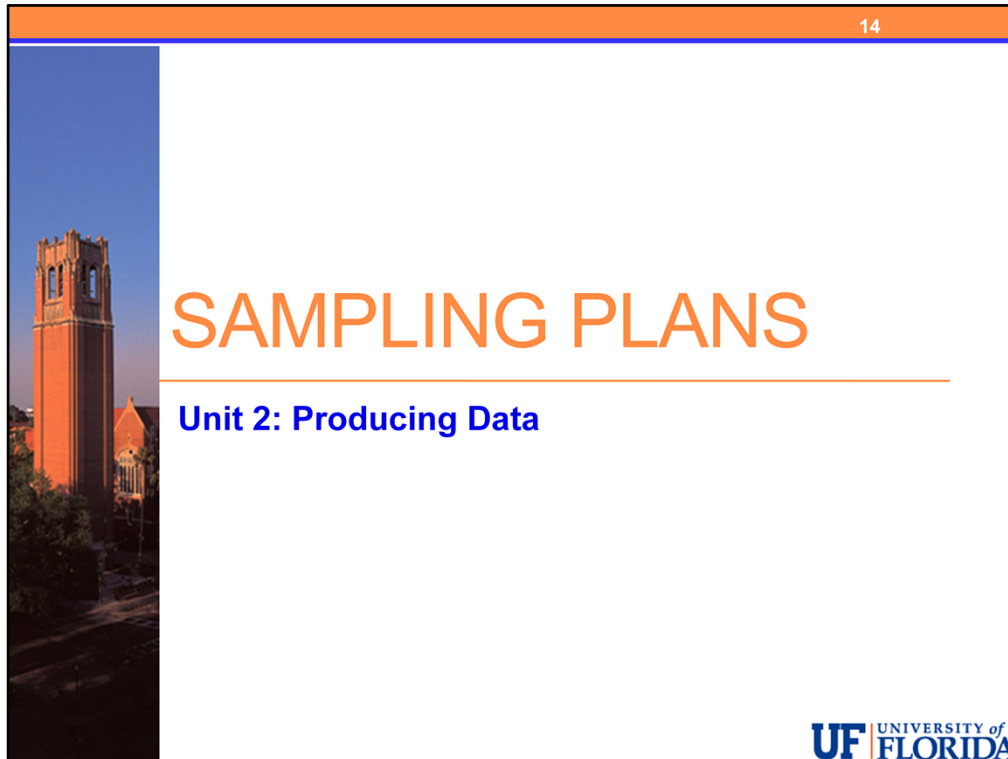 14
SAMPLING PLANS
Unit 2: Producing Data
UF UNIVERSITY of
FLORIDA